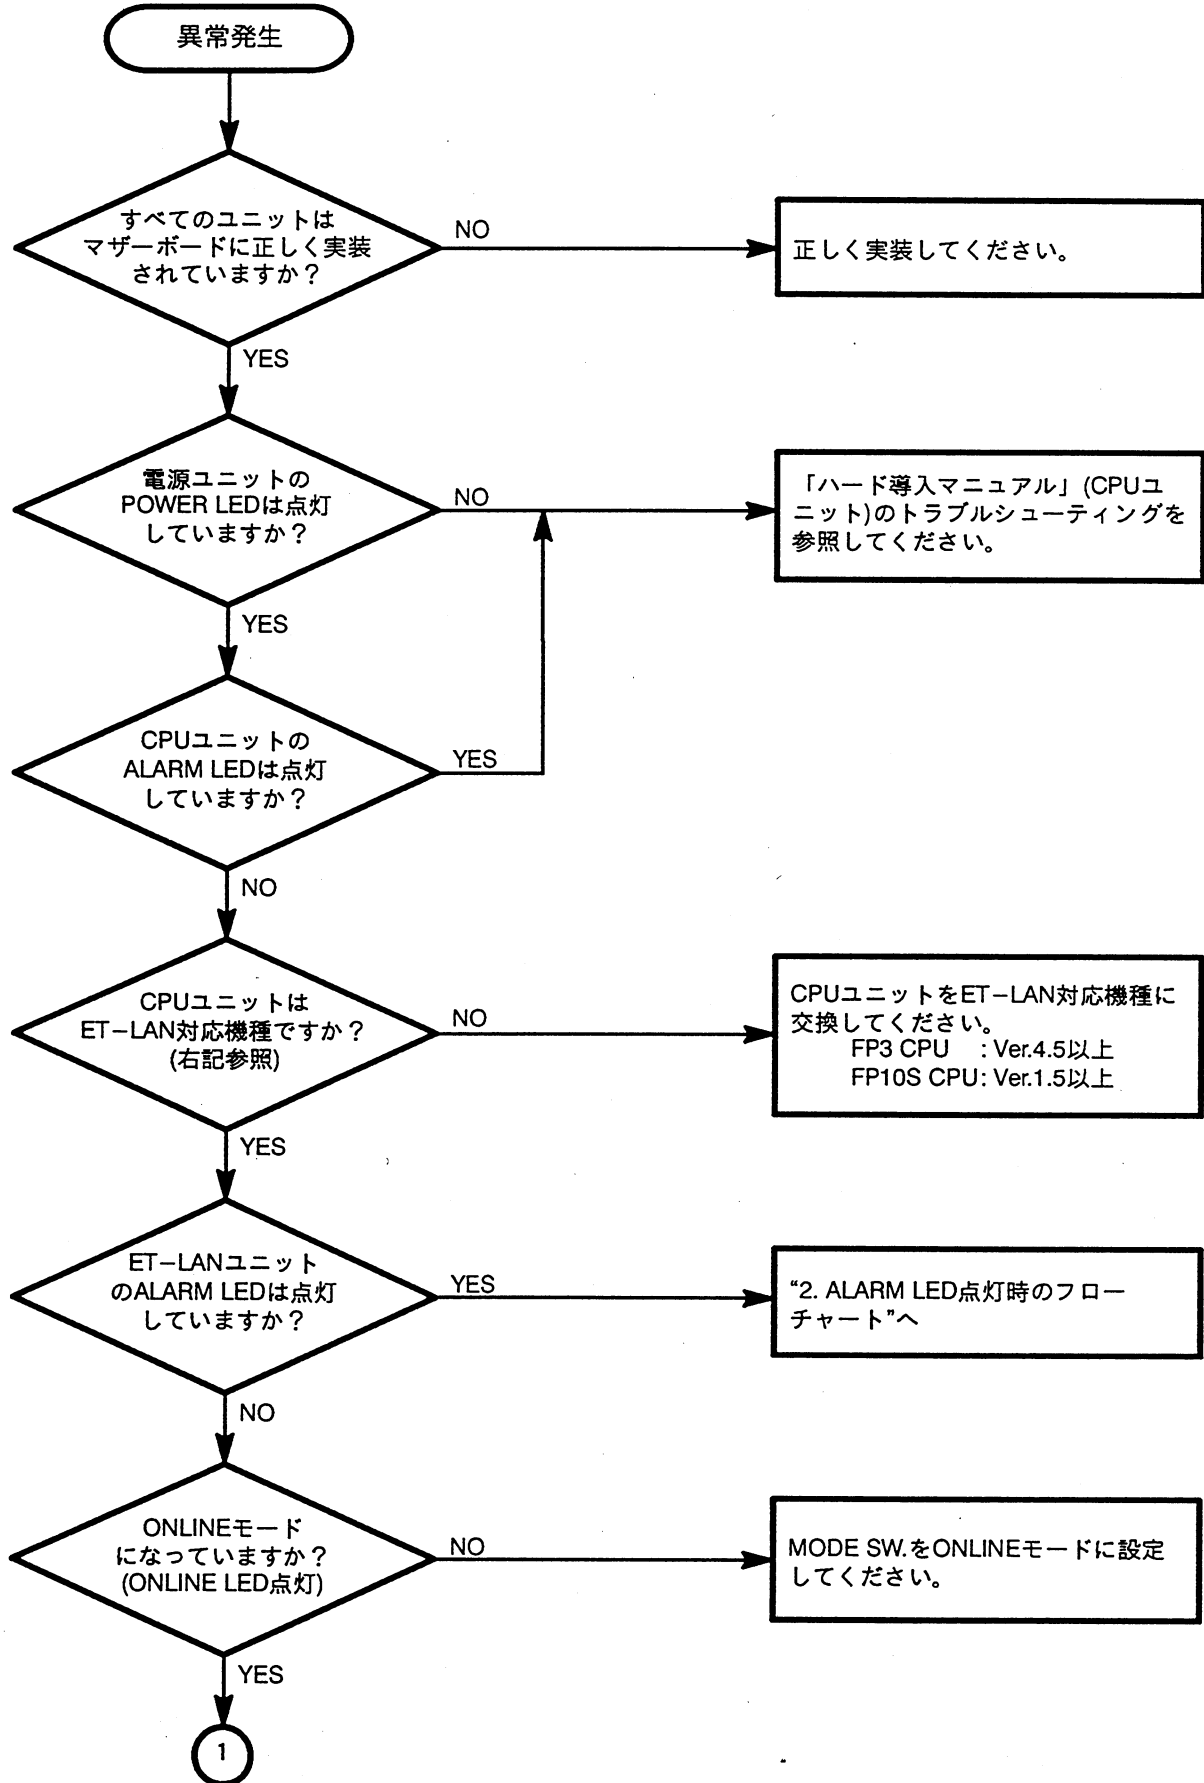 異常発生
すべてのユニットは
マザーボードに正しく実装
されていますか？
NO
正しく実装してください。
YES
電源ユニットの
POWER LEDは点灯
していますか？
NO
「ハード導入マニュアル」(CPUユ
ニット)のトラブルシューティングを
参照してください。
YES
CPUユニットの
ALARM LEDは点灯
していますか？
YES
NO
CPUユニットは
ET−LAN対応機種ですか？
(右記参照)
NO
CPUユニットをET−LAN対応機種に
交換してください。
FP3 CPU : Ver.4.5以上
FP10S CPU: Ver.1.5以上
YES
ET−LANユニット
のALARM LEDは点灯
していますか？
YES
“2. ALARM LED点灯時のフロー
チャート”へ
NO
ONLINEモード
になっていますか？
(ONLINE LED点灯)
NO
MODE SW.をONLINEモードに設定
してください。
YES
1